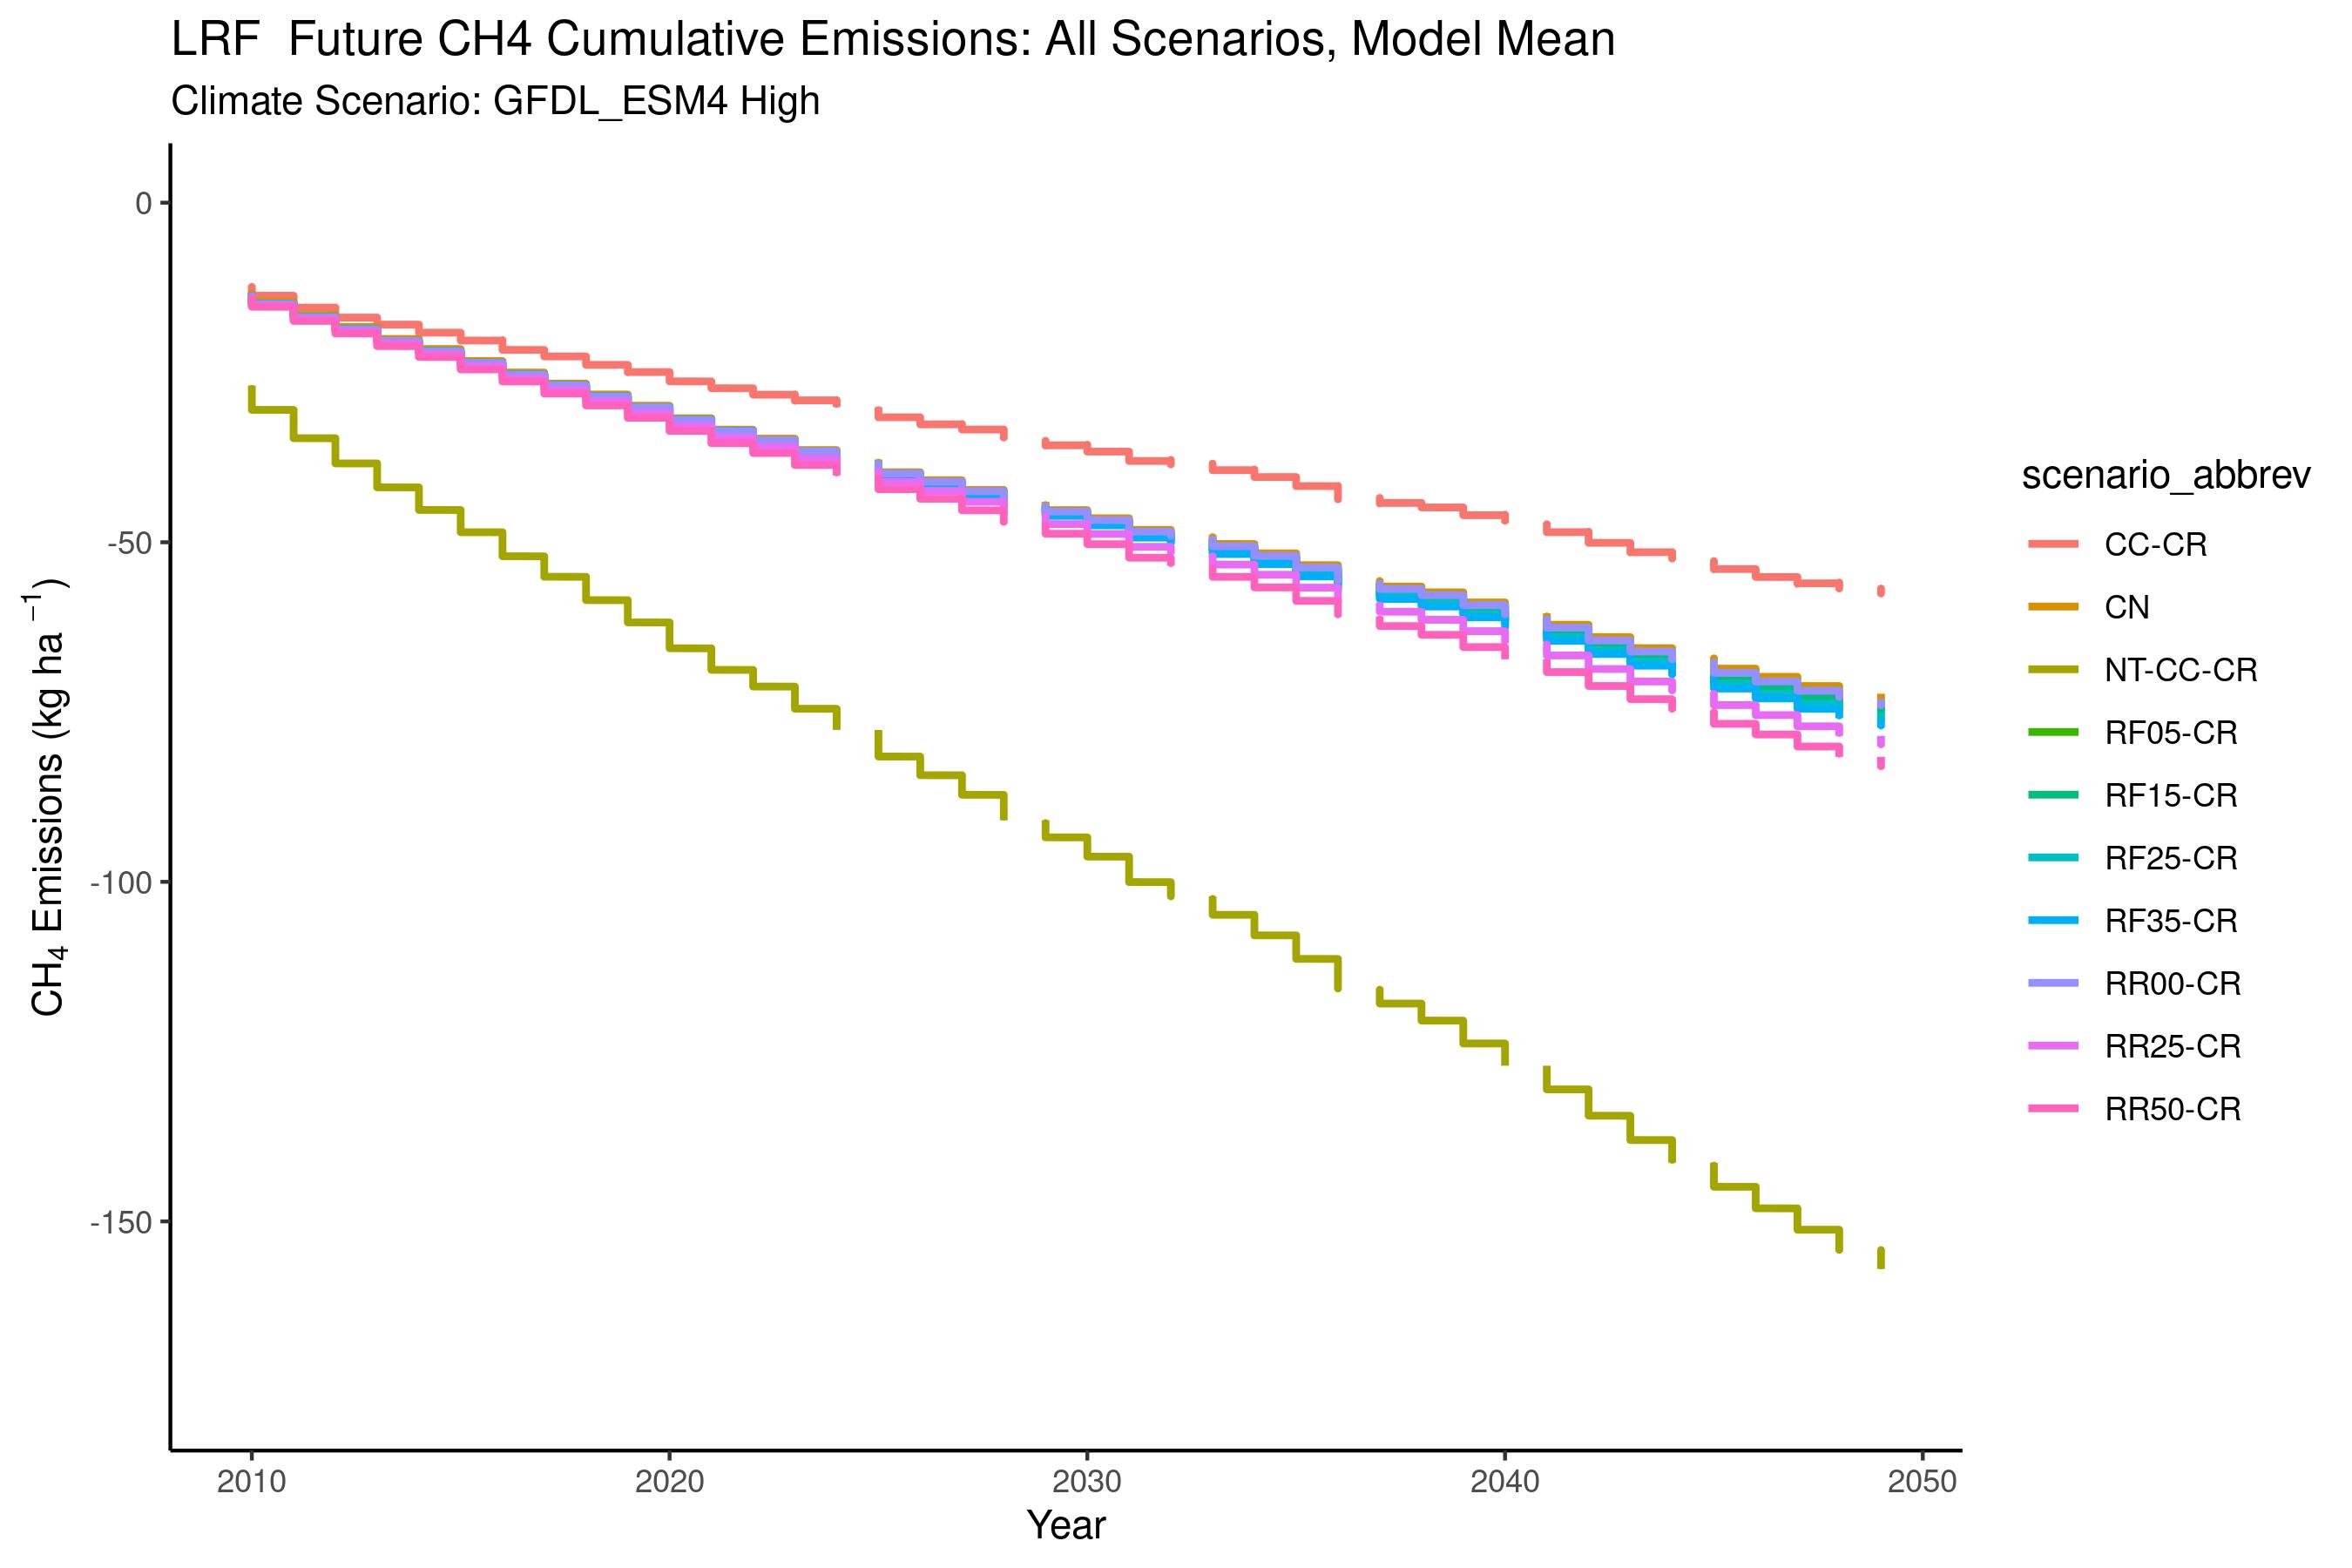 LRF  Future CH4 Cumulative Emissions: All Scenarios, Model Mean
Climate Scenario: GFDL_ESM4 High
CH₄ Emissions (kg ha ⁻¹)
0
-50
-100
-150
2010
2020
2030
2040
2050
Year
scenario_abbrev
CC-CR
CN
NT-CC-CR
RF05-CR
RF15-CR
RF25-CR
RF35-CR
RR00-CR
RR25-CR
RR50-CR